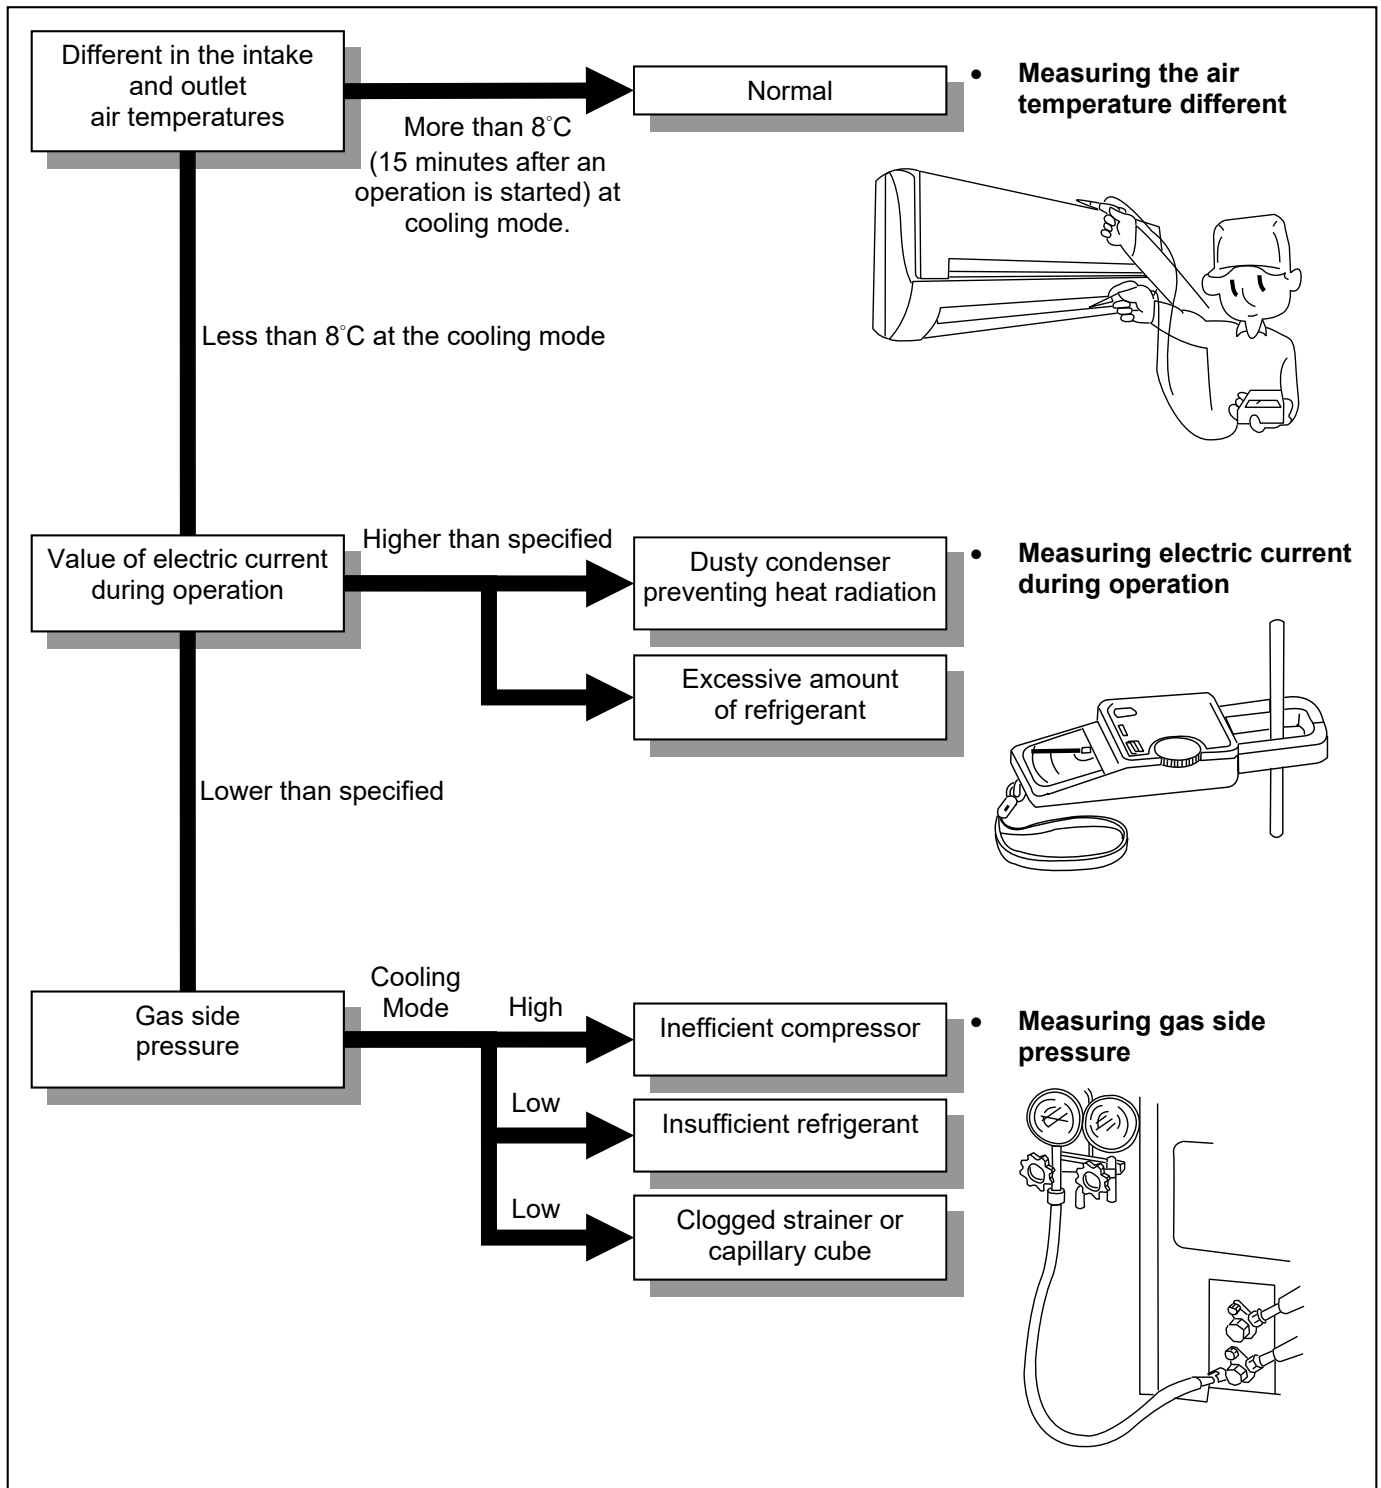 Different in the intake
and outlet
air temperatures
More than 8°C
(15 minutes after an
operation is started) at
cooling mode.
Normal
• Measuring the air
temperature different
Less than 8°C at the cooling mode
Value of electric current
during operation
Higher than specified
Dusty condenser
preventing heat radiation
Excessive amount
of refrigerant
• Measuring electric current
during operation
Lower than specified
Gas side
pressure
Cooling
Mode
High
Inefficient compressor
Low
Insufficient refrigerant
Low
Clogged strainer or
capillary cube
• Measuring gas side
pressure